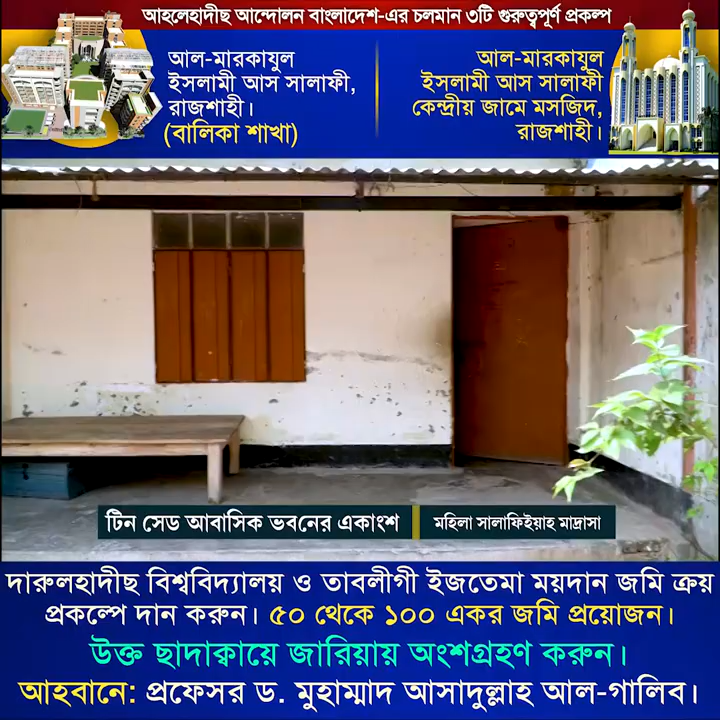 আহলেহাদীছ আন্দোলন বাংলাদেশ-এর চলমান ৩টি গুরুত্বপূর্ণ প্রকল্প
আল-মারকাযুল
ইসলামী আস সালাফী,
রাজশাহী।
(বালিকা শাখা)
আল-মারকাযুল
ইসলামী আস সালাফী
কেন্দ্রীয় জামে মসজিদ,
রাজশাহী।
টিন সেড আবাসিক ভবনের একাংশ
মহিলা সালাফিইয়াহ মাদ্রাসা
দারুলহাদীছ বিশ্ববিদ্যালয় ও তাবলীগী ইজতেমা ময়দান জমি ক্রয়
প্রকল্পে দান করুন। ৫০ থেকে ১০০ একর জমি প্রয়োজন।
উক্ত ছাদাক্বায়ে জারিয়ায় অংশগ্রহণ করুন।
আহবানে: প্রফেসর ড. মুহাম্মাদ আসাদুল্লাহ আল-গালিব।